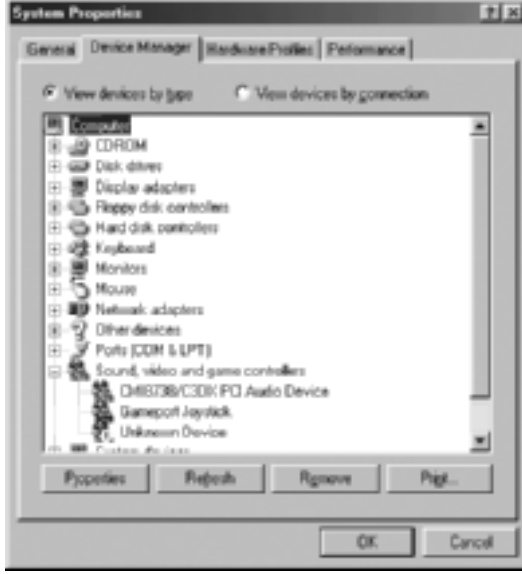 System Properties
General Device Manager Hardware Profiles Performance
View devices by type View devices by connection
Computer
CDROM
Disk drives
Display adapters
Floppy disk controllers
Hard disk controllers
Keyboard
Monitors
Mouse
Network adapters
Other devices
Ports (COM & LPT)
Sound, video and game controllers
CMI8738/C3DX PCI Audio Device
Gameport Joystick
Unknown Device
System devices
Properties Refresh Remove Print...
OK Cancel